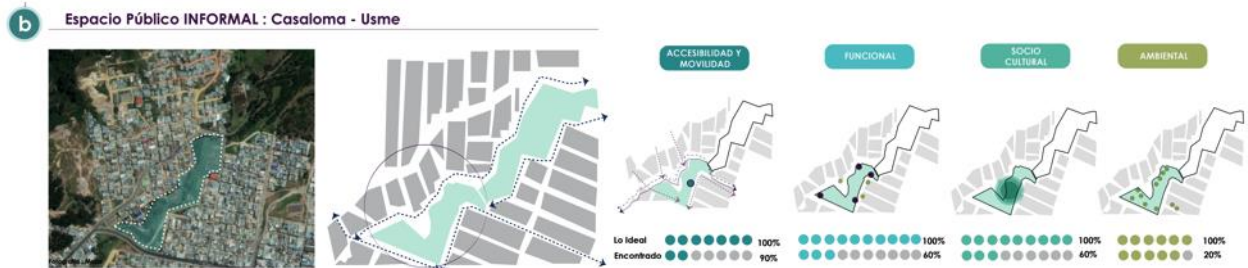 b
Espacio Público INFORMAL : Casaloma - Usme
ACCESIBILIDAD Y
MOVILIDAD
FUNCIONAL
SOCIO
CULTURAL
AMBIENTAL
Lo Ideal
100%
100%
100%
100%
Encontrado
90%
60%
60%
20%